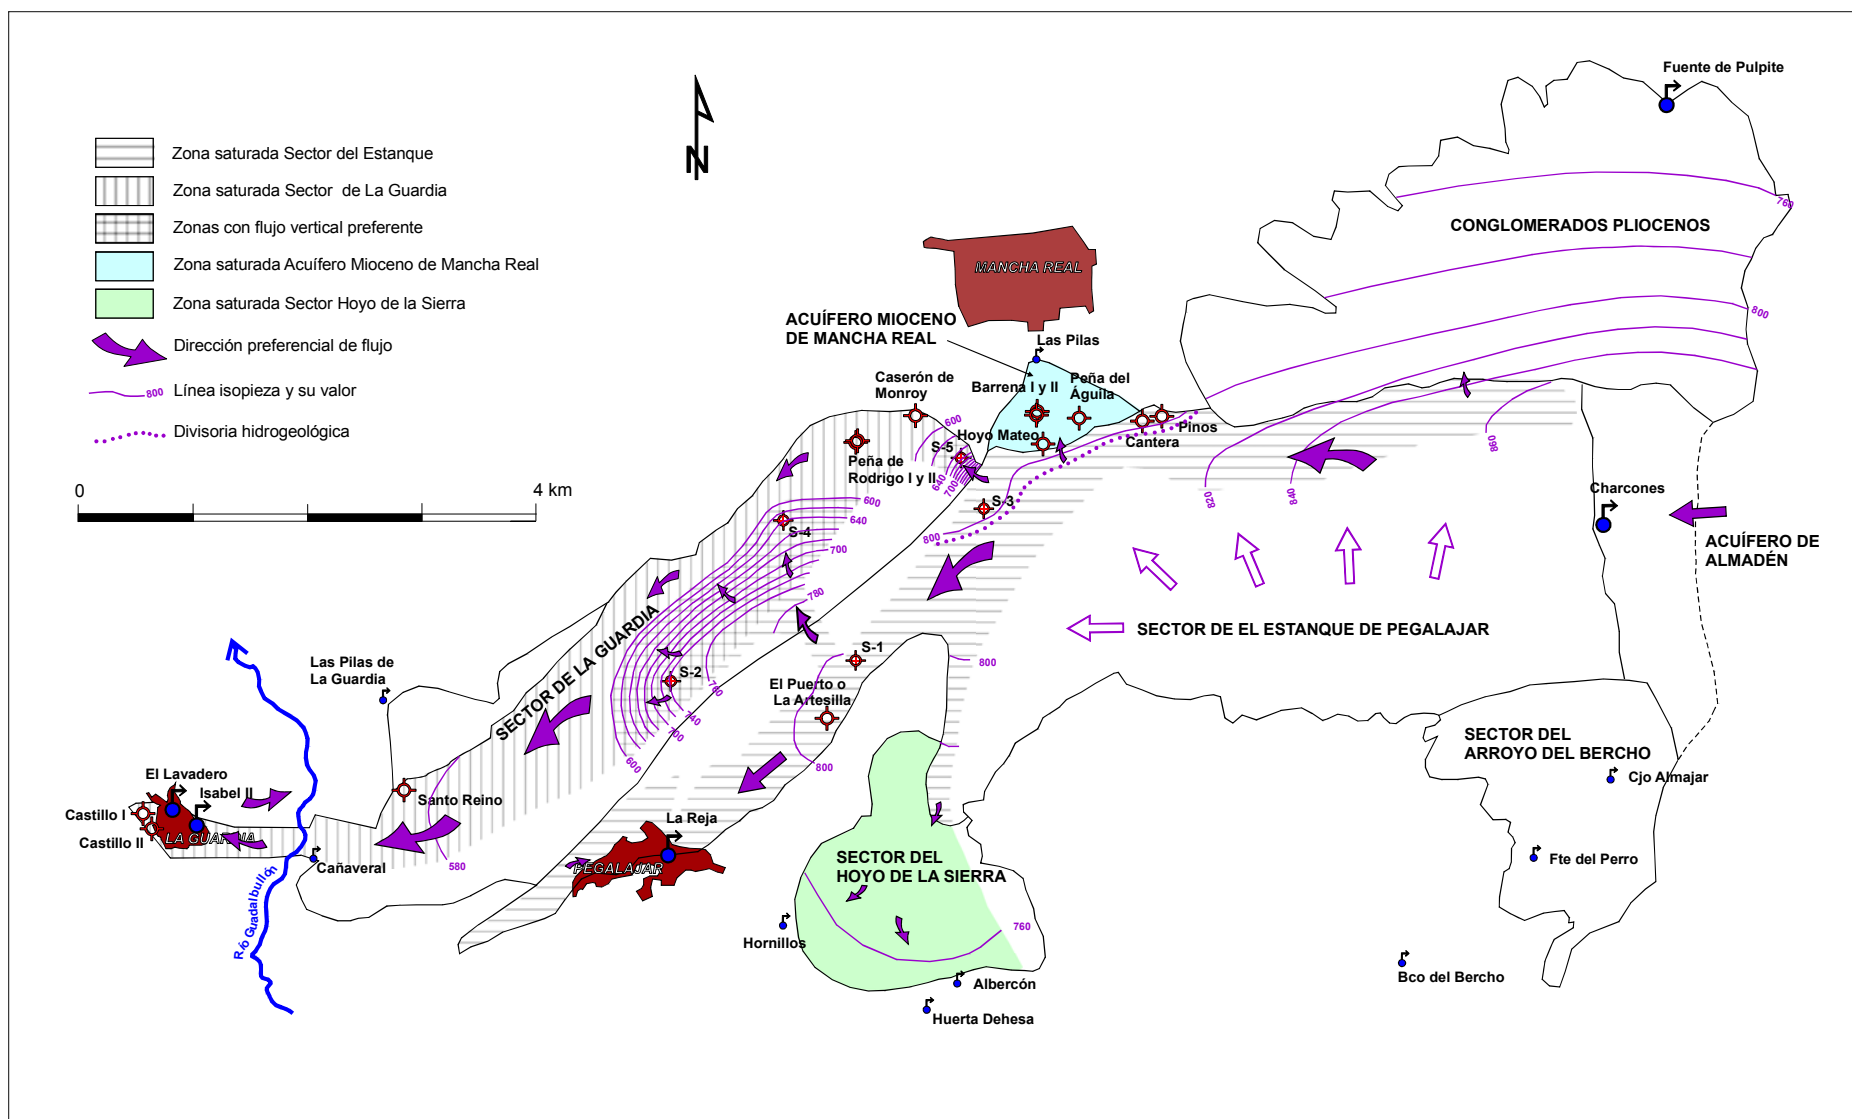 Fuente de Pulpite
N
Zona saturada Sector del Estanque
Zona saturada Sector de La Guardia
Zonas con flujo vertical preferente
Zona saturada Acuífero Mioceno de Mancha Real
Zona saturada Sector Hoyo de la Sierra
Dirección preferencial de flujo
800
Línea isopieza y su valor
Divisoria hidrogeológica
0
4 km
760
CONGLOMERADOS PLIOCENOS
800
MANCHA REAL
ACUÍFERO MIOCENO
DE MANCHA REAL
Las Pilas
Caserón de
Monroy
Barrena I y II
Peña del
Águila
600
Hoyo Mateo
Cantera
Pinos
S-5
Peña de
Rodrigo I y II
640
700
860
820
840
Charcones
ACUÍFERO DE
ALMADÉN
600
640
S-4
700
S-3
800
780
SECTOR DE LA GUARDIA
SECTOR DE EL ESTANQUE DE PEGALAJAR
S-1
800
S-2
760
740
700
600
El Puerto o
La Artesilla
800
Las Pilas de
La Guardia
SECTOR DEL
ARROYO DEL BERCHO
Cjo Almajar
El Lavadero
Isabel II
Castillo I
Castillo II
LA GUARDIA
Santo Reino
Cañaveral
580
La Reja
PEGALAJAR
Río Guadalbullón
SECTOR DEL
HOYO DE LA SIERRA
Fte del Perro
760
Hornillos
Albercón
Huerta Dehesa
Bco del Bercho